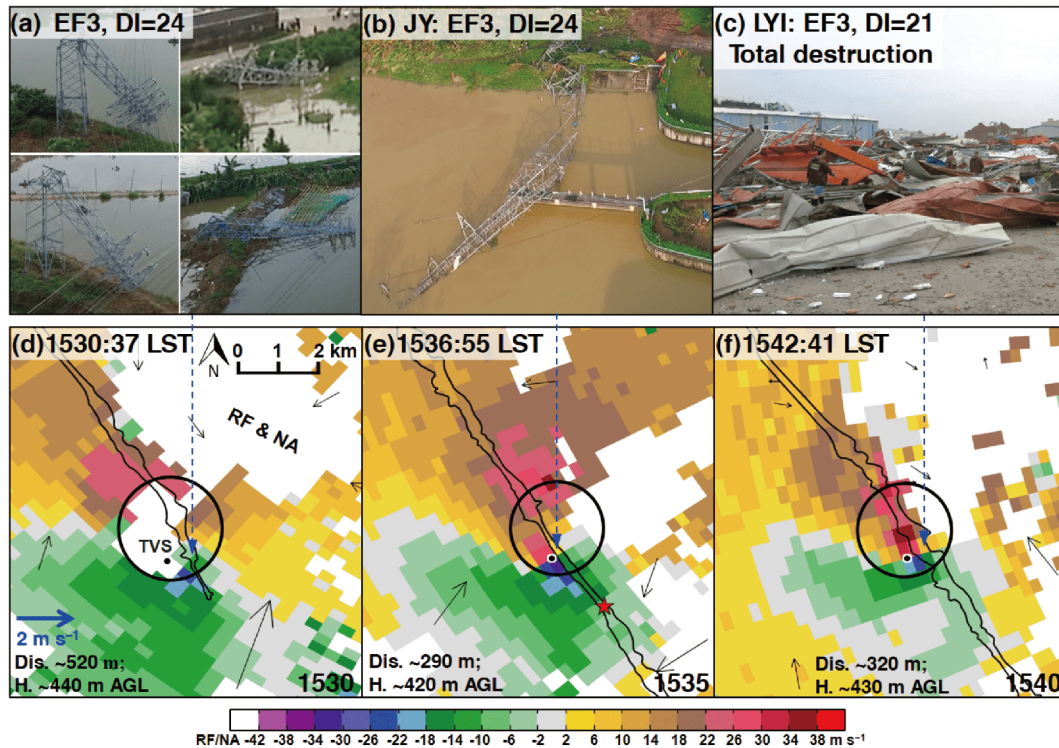 (a) EF3, DI=24
(b) JY: EF3, DI=24
(c) LYI: EF3, DI=21
Total destruction
(d)1530:37 LST
N
0 1 2 km
RF & NA
TVS
2 m s⁻¹
Dis. ~520 m;
H. ~440 m AGL
1530
(e)1536:55 LST
Dis. ~290 m;
H. ~420 m AGL
1535
(f)1542:41 LST
Dis. ~320 m;
H. ~430 m AGL
1540
RF/NA -42 -38 -34 -30 -26 -22 -18 -14 -10 -6 -2 2 6 10 14 18 22 26 30 34 38 m s⁻¹